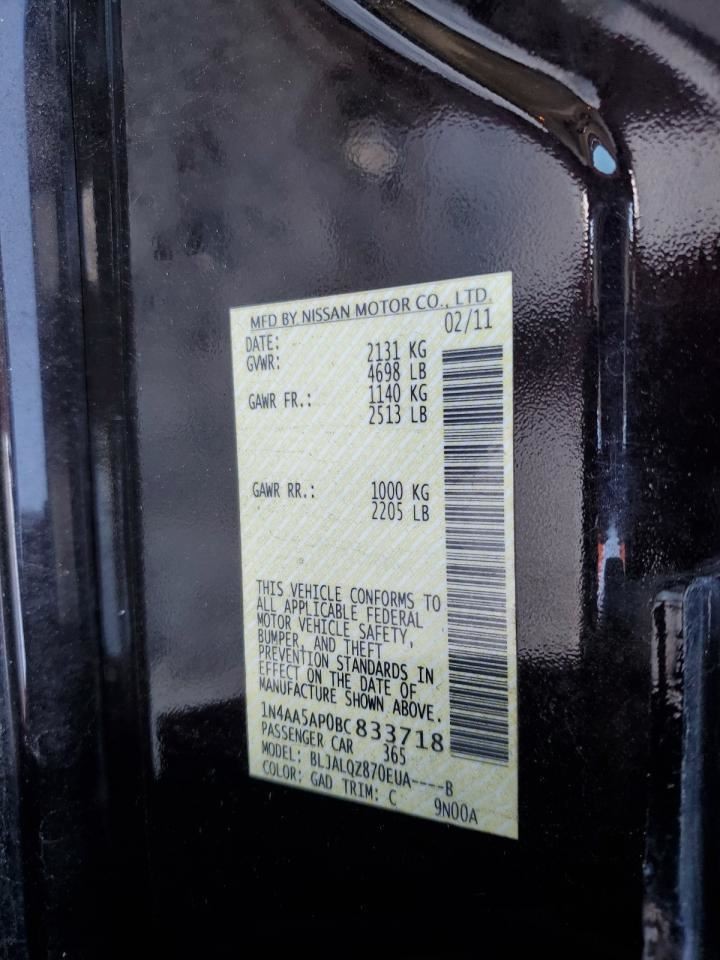 MFD BY NISSAN MOTOR CO., LTD.
DATE: 02/11
GVWR: 2131 KG
4698 LB
GAWR FR.: 1140 KG
2513 LB
GAWR RR.: 1000 KG
2205 LB
THIS VEHICLE CONFORMS TO
ALL APPLICABLE FEDERAL
MOTOR VEHICLE SAFETY,
BUMPER, AND THEFT
PREVENTION STANDARDS IN
EFFECT ON THE DATE OF
MANUFACTURE SHOWN ABOVE.
1N4AA5AP0BC833718
PASSENGER CAR 365
MODEL: BLJALQZ870EUA----B
COLOR: GAD TRIM: C 9N00A